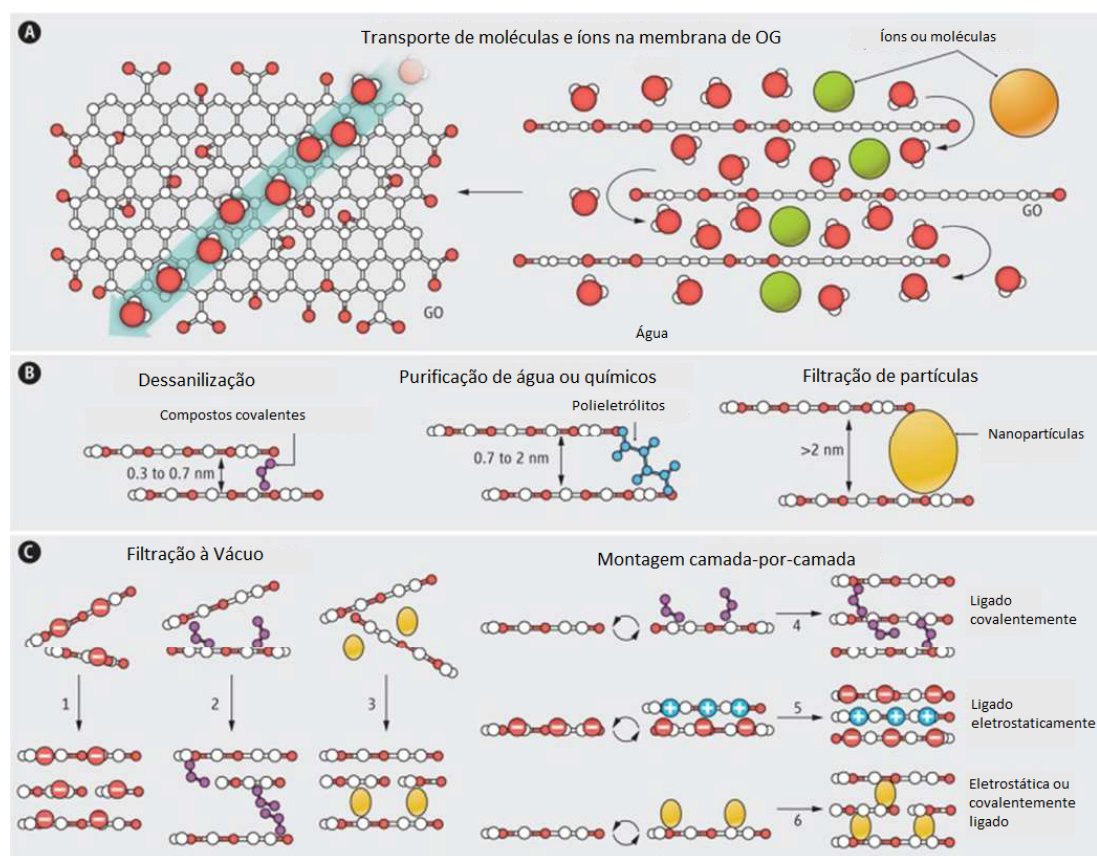 A
Transporte de moléculas e íons na membrana de OG
Íons ou moléculas
GO
GO
Água
B
Dessanilização
Purificação de água ou químicos
Filtração de partículas
Compostos covalentes
Polieletrólitos
Nanopartículas
0.3 to 0.7 nm
0.7 to 2 nm
>2 nm
C
Filtração à Vácuo
Montagem camada-por-camada
1
2
3
4
Ligado
covalentemente
5
Ligado
eletrostaticamente
6
Eletrostática ou
covalentemente
ligado